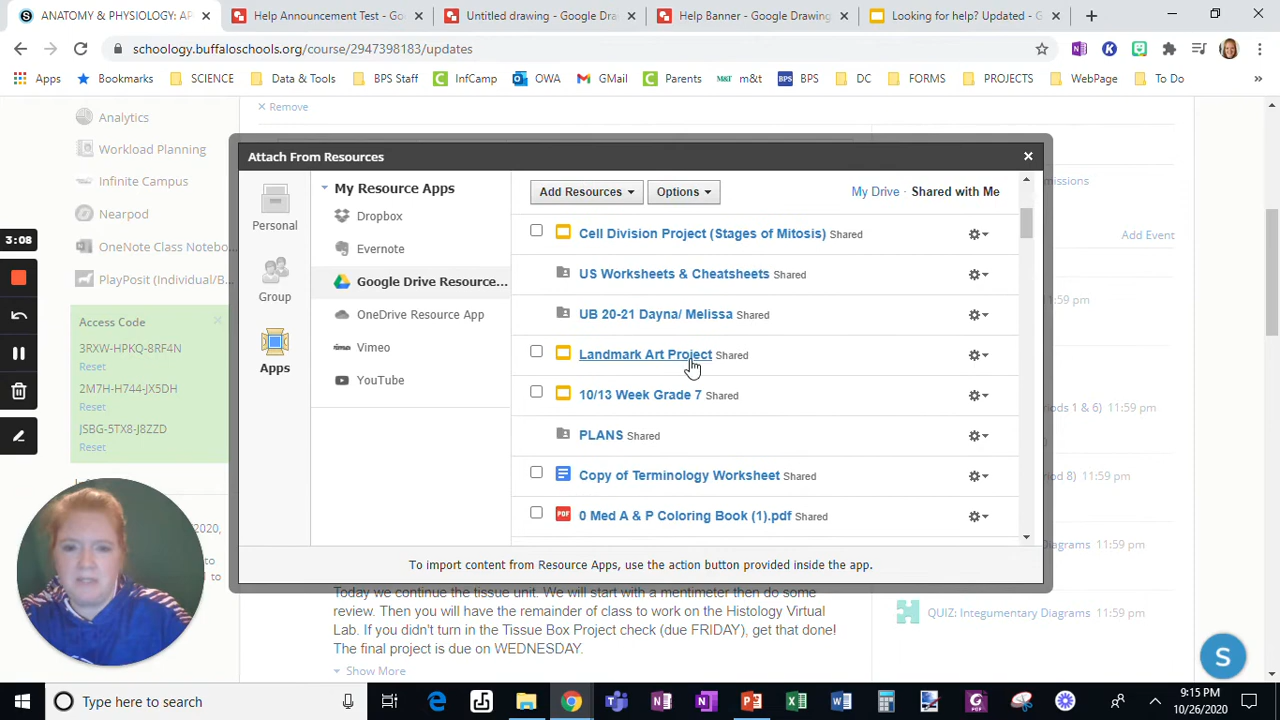 ANATOMY & PHYSIOLOGY: AP
Help Announcement Test - Go
Untitled drawing - Google Dra
Help Banner - Google Drawing
Looking for help? Updated - G
schoology.buffaloschools.org/course/2947398183/updates
Apps
Bookmarks
SCIENCE
Data & Tools
BPS Staff
InfCamp
OWA
GMail
Parents
m&t
BPS
DC
FORMS
PROJECTS
WebPage
To Do
Analytics
Workload Planning
Infinite Campus
Nearpod
OneNote Class Notebo...
PlayPosit (Individual/B...
Access Code
3RXW-HPKQ-8RF4N
Reset
2M7H-H744-JX5DH
Reset
JSBG-5TX8-J8ZZD
Reset
3:08
Remove
Attach From Resources
Personal
Group
Apps
My Resource Apps
Dropbox
Evernote
Google Drive Resource...
OneDrive Resource App
Vimeo
YouTube
Add Resources
Options
My Drive · Shared with Me
Cell Division Project (Stages of Mitosis) Shared
US Worksheets & Cheatsheets Shared
UB 20-21 Dayna/ Melissa Shared
Landmark Art Project Shared
10/13 Week Grade 7 Shared
PLANS Shared
Copy of Terminology Worksheet Shared
0 Med A & P Coloring Book (1).pdf Shared
To import content from Resource Apps, use the action button provided inside the app.
Add Event
missions
:59 pm
riods 1 & 6) 11:59 pm
riod 8) 11:59 pm
Diagrams 11:59 pm
QUIZ: Integumentary Diagrams 11:59 pm
2020,
to
to
Today we continue the tissue unit. We will start with a mentimeter then do some
review. Then you will have the remainder of class to work on the Histology Virtual
Lab. If you didn't turn in the Tissue Box Project check (due FRIDAY), get that done!
The final project is due on WEDNESDAY.
Show More
S
Type here to search
9:15 PM
10/26/2020